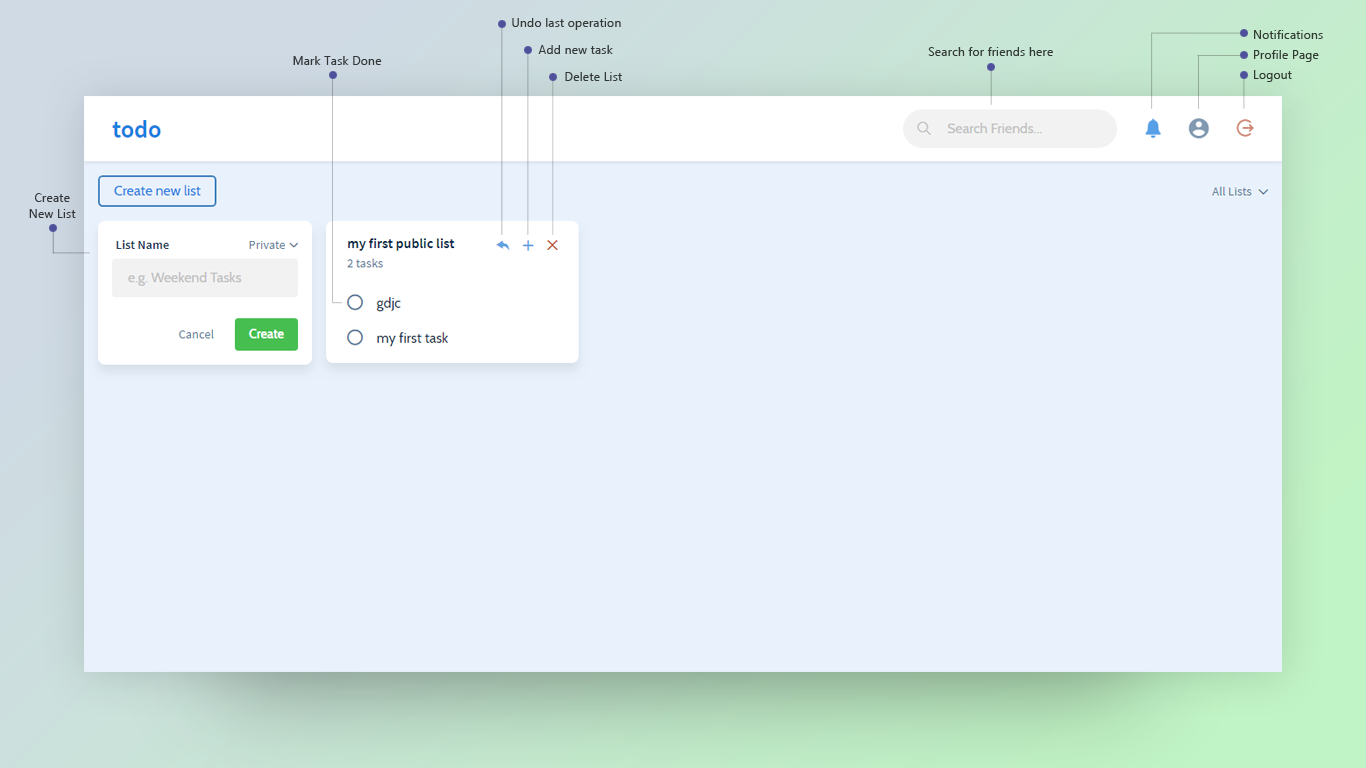 Undo last operation
Add new task
Delete List
Mark Task Done
Search for friends here
Notifications
Profile Page
Logout
todo
Search Friends...
Create
New List
Create new list
All Lists
List Name
Private
e.g. Weekend Tasks
Cancel
Create
my first public list
2 tasks
gdjc
my first task